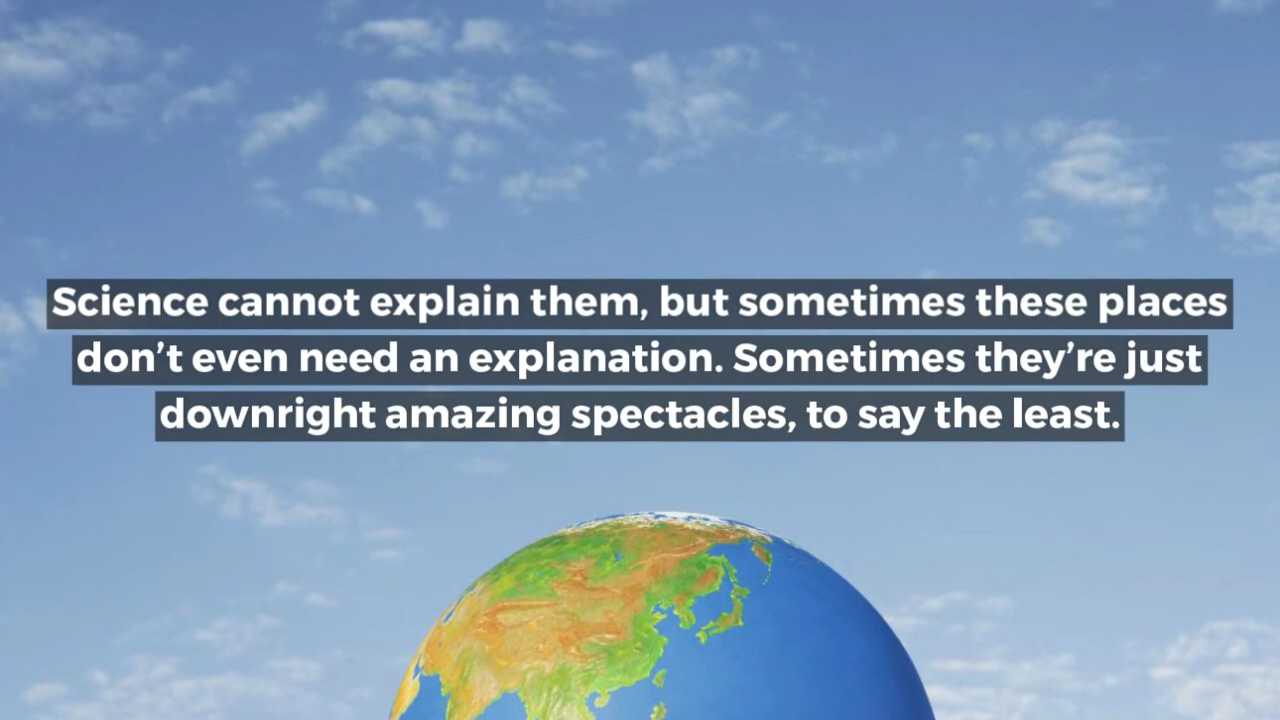 Science cannot explain them, but sometimes these places
don’t even need an explanation. Sometimes they’re just
downright amazing spectacles, to say the least.